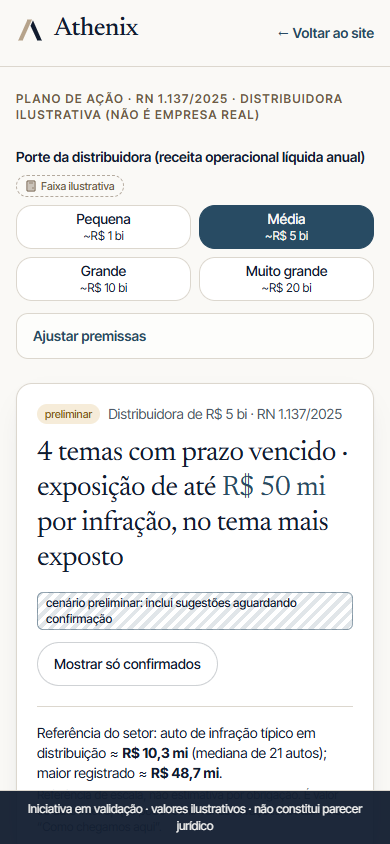 Athenix
← Voltar ao site
PLANO DE AÇÃO · RN 1.137/2025 · DISTRIBUIDORA
ILUSTRATIVA (NÃO É EMPRESA REAL)
Porte da distribuidora (receita operacional líquida anual)
Faixa ilustrativa
Pequena
~R$ 1 bi
Média
~R$ 5 bi
Grande
~R$ 10 bi
Muito grande
~R$ 20 bi
Ajustar premissas
preliminar
Distribuidora de R$ 5 bi · RN 1.137/2025
4 temas com prazo vencido ·
exposição de até R$ 50 mi
por infração, no tema mais
exposto
cenário preliminar: inclui sugestões aguardando
confirmação
Mostrar só confirmados
Referência do setor: auto de infração típico em
distribuição ≈ R$ 10,3 mi (mediana de 21 autos);
maior registrado ≈ R$ 48,7 mi.
Iniciativa em validação · valores ilustrativos · não constitui parecer
jurídico